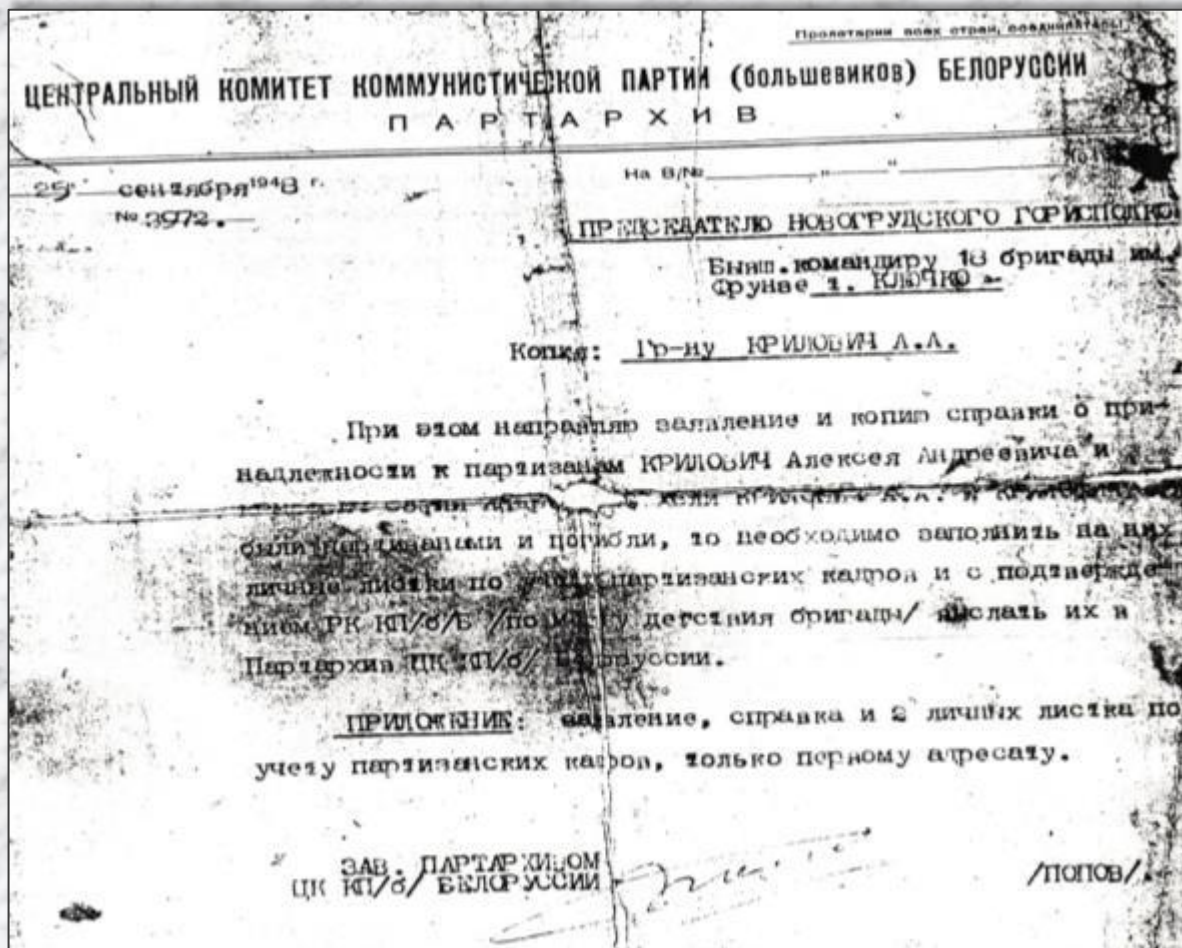 Пролетарии всех стран, соединяйтесь!
ЦЕНТРАЛЬНЫЙ КОМИТЕТ КОММУНИСТИЧЕСКОЙ ПАРТИИ (большевиков) БЕЛОРУССИИ
ПАРТАРХИВ
25 сентября 1948 г.
На В/№ " "
№ 3972.
ПРЕДСЕДАТЕЛЮ НОВОГРУДСКОГО ГОРИСПОЛКО
Бывш. командиру 18 бригады им.
Фрунзе т. КЛЮЧКО
Копия: Гр-ну КРИЛОВИЧ А.А.
При этом направляю заявление и копию справки о при-
надлежности к партизанам КРИЛОВИЧ Алексея Андреевича и
КРИЛОВИЧ А.А. и
были партизанами и погибли, то необходимо заполнить на них
личные листки по учету партизанских кадров и с подтвержде-
нием РК КП/б/Б /по месту действия бригады/ выслать их в
Партархив ЦК КП/б/ Белоруссии.
ПРИЛОЖЕНИЕ: заявление, справка и 2 личных листка по
учету партизанских кадров, только первому адресату.
ЗАВ. ПАРТАРХИВОМ
ЦК КП/б/ БЕЛОРУССИИ /ПОПОВ/.